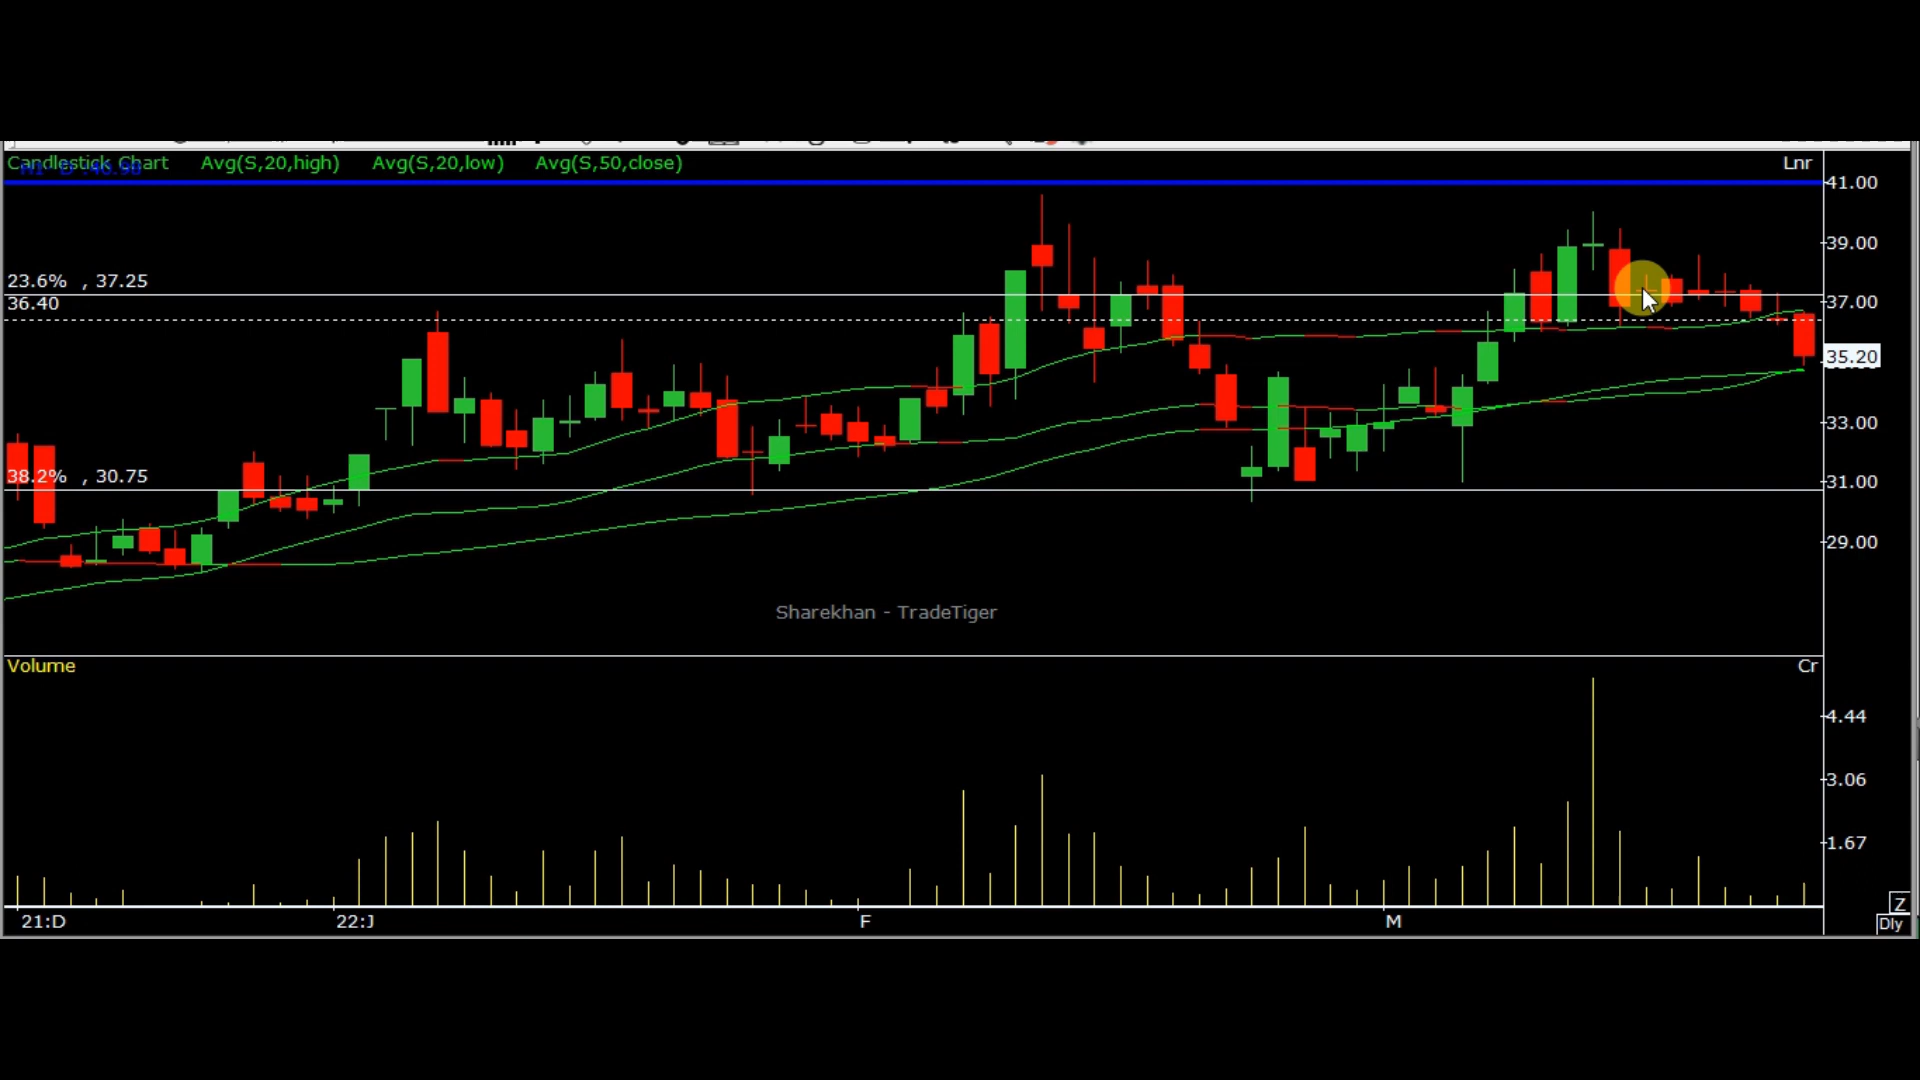 Candlestick Chart Avg(S,20,high) Avg(S,20,low) Avg(S,50,close) Lnr
41.00
39.00
23.6% , 37.25
36.40
37.00
35.20
33.00
38.2% , 30.75
31.00
29.00
Sharekhan - TradeTiger
Volume Cr
4.44
3.06
1.67
Z
21:D 22:J F M Dly